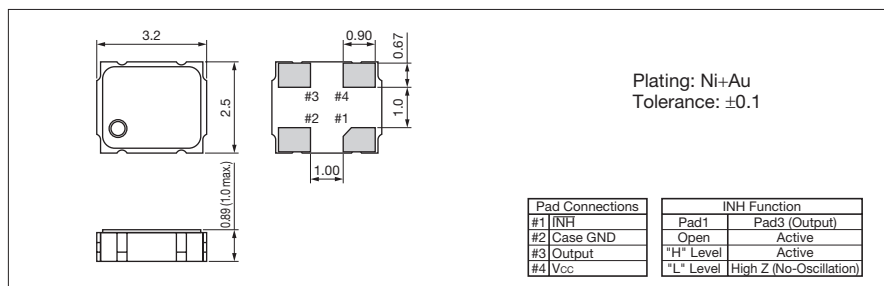 3.2
2.5
0.89 (1.0 max.)
0.90
0.67
1.0
#3 #4
#2 #1
1.00
Plating: Ni+Au
Tolerance: ±0.1
Pad Connections
#1 INH
#2 Case GND
#3 Output
#4 Vcc
INH Function
Pad1 Pad3 (Output)
Open Active
"H" Level Active
"L" Level High Z (No-Oscillation)